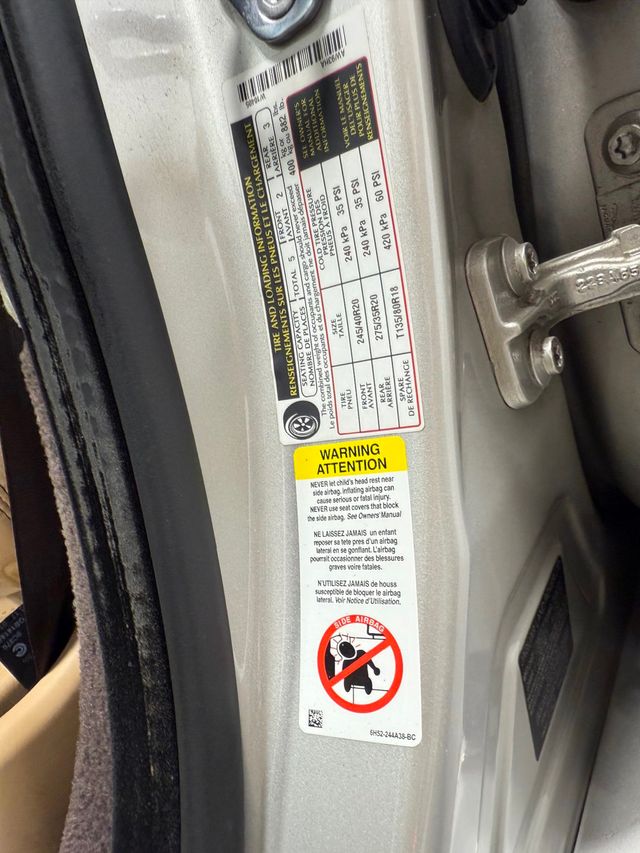 AW93HA
W16405
TIRE AND LOADING INFORMATION
RENSEIGNEMENTS SUR LES PNEUS ET LE CHARGEMENT
SEATING CAPACITY
NOMBRE DE PLACES
TOTAL 5
FRONT
AVANT 2
REAR
ARRIÈRE 3
The combined weight of occupants and cargo should never exceed
Le poids total des occupants et du chargement ne doit jamais dépasser
400 kg or
kg ou 882 lbs.
lb.
TIRE
PNEU
SIZE
TAILLE
COLD TIRE PRESSURE
PRESSION DES
PNEUS À FROID
SEE OWNER'S
MANUAL FOR
ADDITIONAL
INFORMATION
FRONT
AVANT
245/40R20
240 kPa 35 PSI
VOIR LE MANUEL
DE L'USAGER
POUR PLUS DE
RENSEIGNEMENTS
REAR
ARRIÈRE
275/35R20
240 kPa 35 PSI
SPARE
DE RECHANGE
T135/80R18
420 kPa 60 PSI
WARNING
ATTENTION
NEVER let child's head rest near
side airbag. Inflating airbag can
cause serious or fatal injury.
NEVER use seat covers that block
the side airbag. See Owners' Manual
NE LAISSEZ JAMAIS un enfant
reposer sa tete pres d'un airbag
lateral en se gonflant. L'airbag
pourrait occasionner des blessures
graves voire fatales.
N'UTILISEZ JAMAIS de houss
susceptible de bloquer le airbag
lateral. Voir Notice d'Utilisation.
SIDE AIRBAG
6H52-244A38-BC